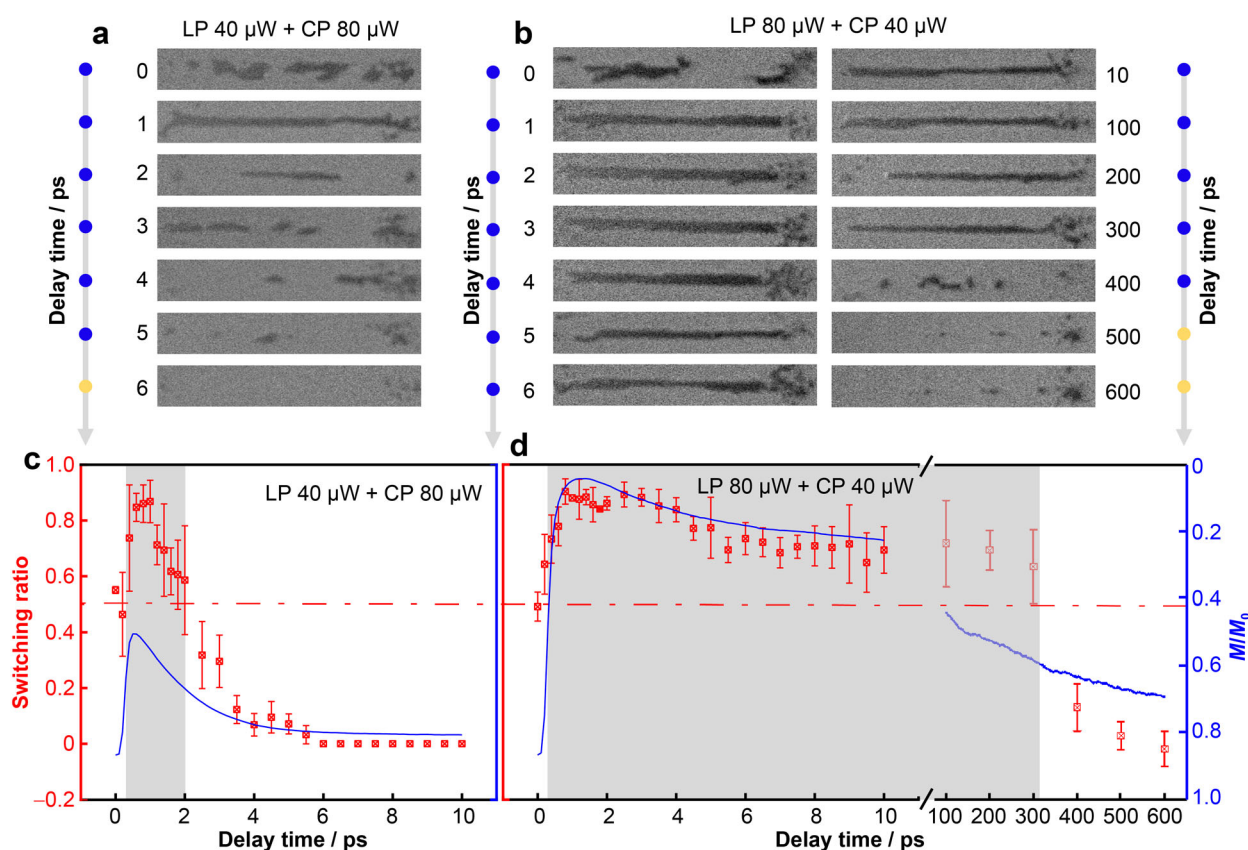 a
LP 40 µW + CP 80 µW
b
LP 80 µW + CP 40 µW
Delay time / ps
0
1
2
3
4
5
6
Delay time / ps
0
1
2
3
4
5
6
10
100
200
300
400
500
600
Delay time / ps
c
LP 40 µW + CP 80 µW
Switching ratio
1.0
0.8
0.6
0.4
0.2
0
−0.2
0 2 4 6 8 10
Delay time / ps
d
LP 80 µW + CP 40 µW
0
0.2
0.4
0.6
0.8
1.0
M/M0
0 2 4 6 8 10 100 200 300 400 500 600
Delay time / ps